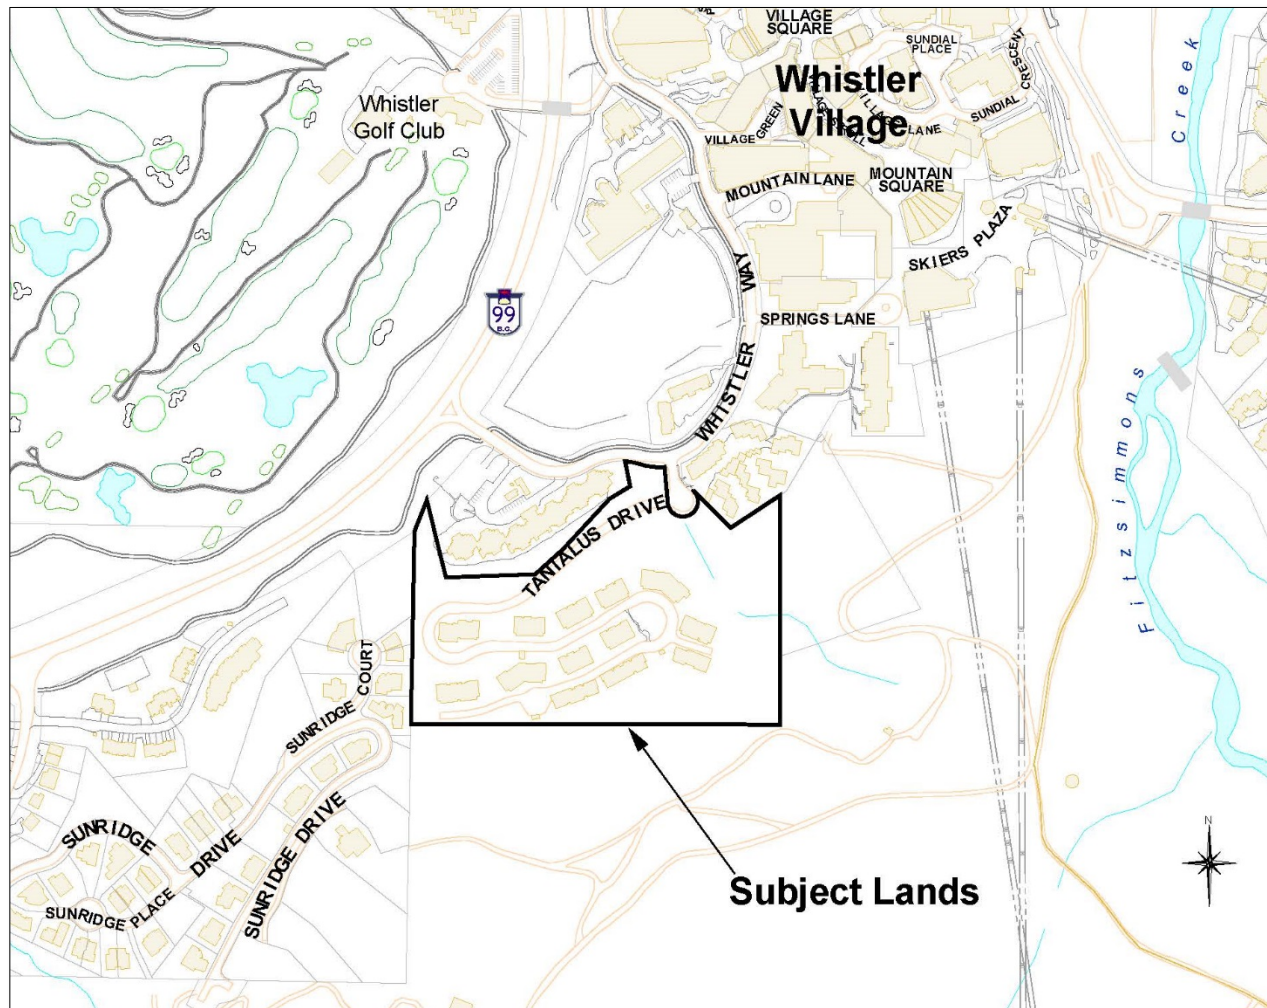 VILLAGE
SQUARE
SUNDIAL
PLACE
CRESCENT
Creek
Whistler
Village
Whistler
Golf Club
VILLAGE GREEN
LANE
SUNDIAL
MOUNTAIN LANE
MOUNTAIN
SQUARE
SKIERS PLAZA
WHISTLER WAY
99
B.C.
SPRINGS LANE
Fitzsimmons
TANTALUS DRIVE
SUNRIDGE COURT
SUNRIDGE DRIVE
SUNRIDGE DRIVE
SUNRIDGE PLACE
Subject Lands
N